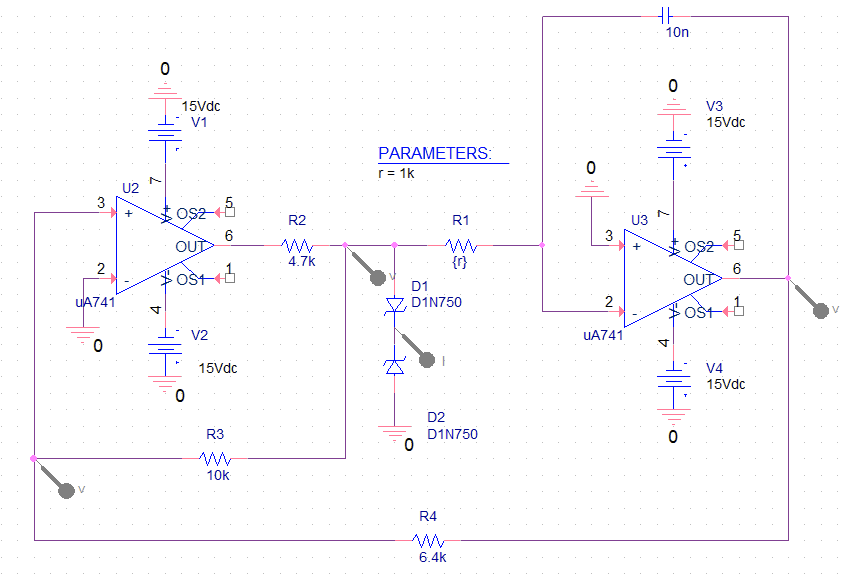 10n
0
15Vdc
V1
7
U2
3
+
V+
OS2
5
OUT
6
2
-
V-
OS1
1
uA741
4
0
V2
15Vdc
0
R2
4.7k
PARAMETERS:
r = 1k
R1
{r}
V
D1
D1N750
I
D2
D1N750
0
0
V3
15Vdc
0
7
U3
3
+
V+
OS2
5
OUT
6
2
-
V-
OS1
1
uA741
4
V
V4
15Vdc
0
R3
10k
V
R4
6.4k